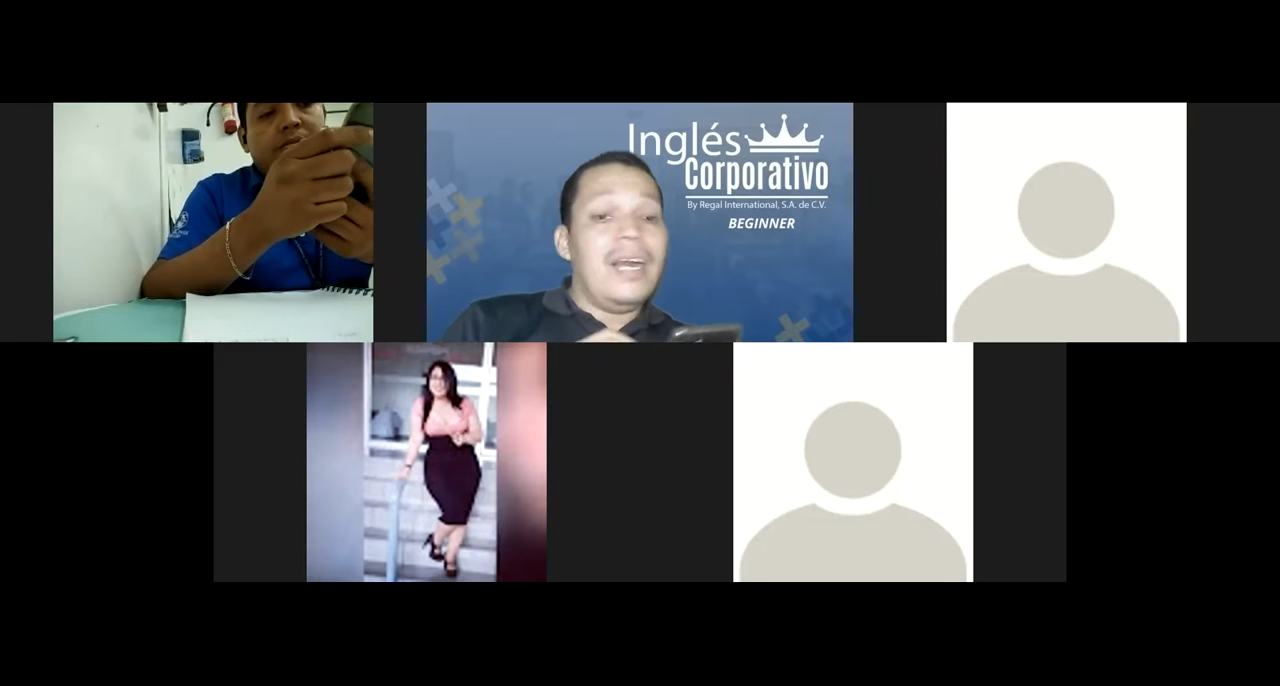 Inglés
Corporativo
By Regal International, S.A. de C.V.
BEGINNER